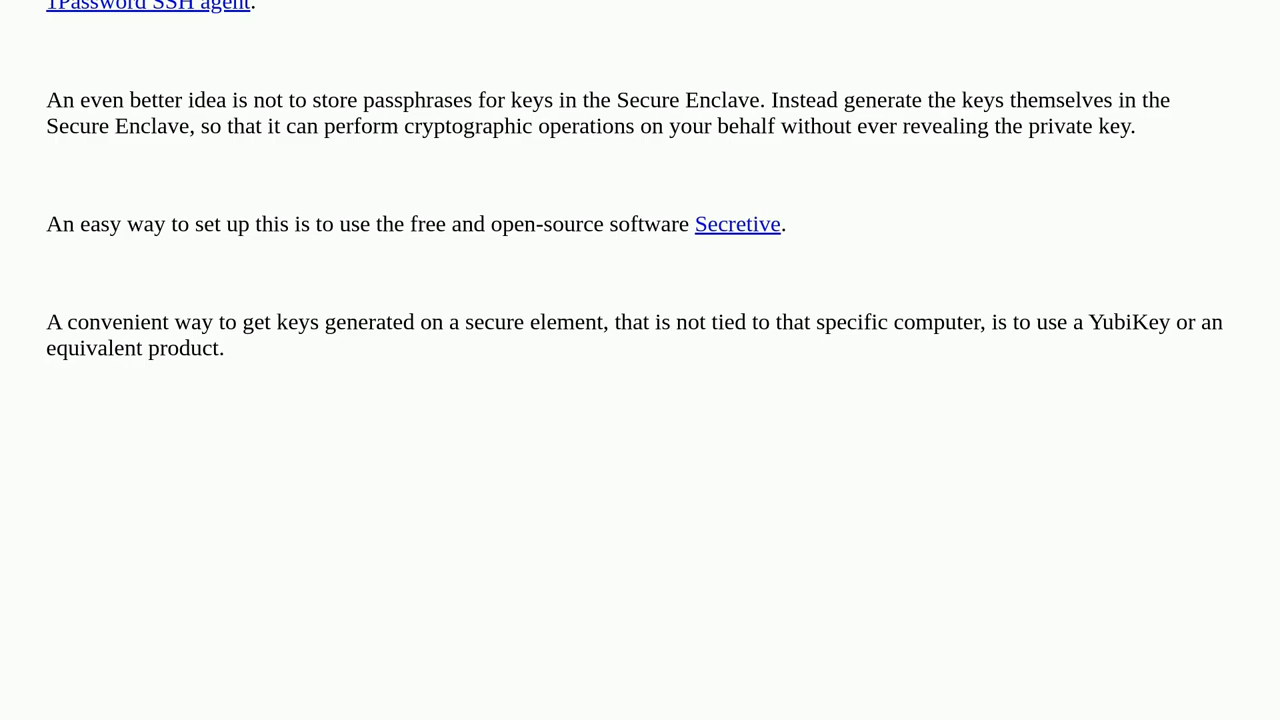 1Password SSH agent.
An even better idea is not to store passphrases for keys in the Secure Enclave. Instead generate the keys themselves in the
Secure Enclave, so that it can perform cryptographic operations on your behalf without ever revealing the private key.
An easy way to set up this is to use the free and open-source software Secretive.
A convenient way to get keys generated on a secure element, that is not tied to that specific computer, is to use a YubiKey or an
equivalent product.